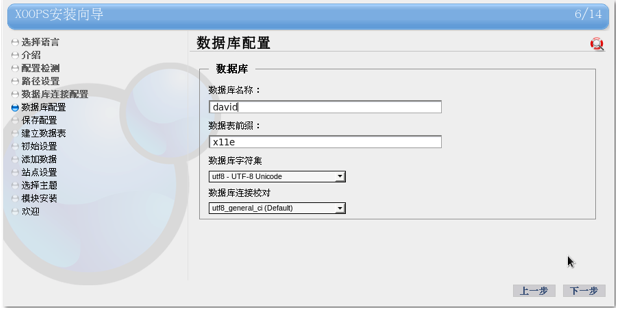 XOOPS安装向导
6/14
选择语言
介绍
配置检测
路径设置
数据库连接配置
数据库配置
保存配置
建立数据表
初始设置
添加数据
站点设置
选择主题
模块安装
欢迎
数据库配置
数据库
数据库名称：
david
数据表前缀：
x11e
数据库字符集
utf8 - UTF-8 Unicode
数据库连接校对
utf8_general_ci (Default)
上一步
下一步